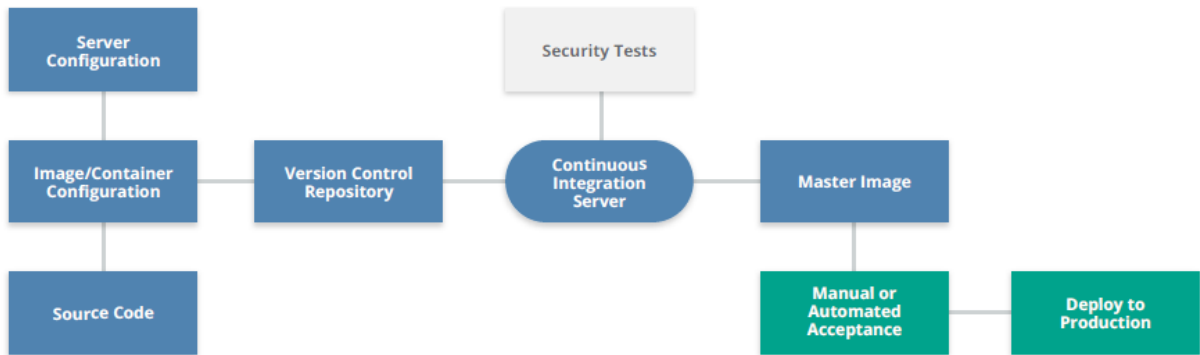 Server
Configuration
Security Tests
Image/Container
Configuration
Version Control
Repository
Continuous
Integration
Server
Master Image
Source Code
Manual or
Automated
Acceptance
Deploy to
Production